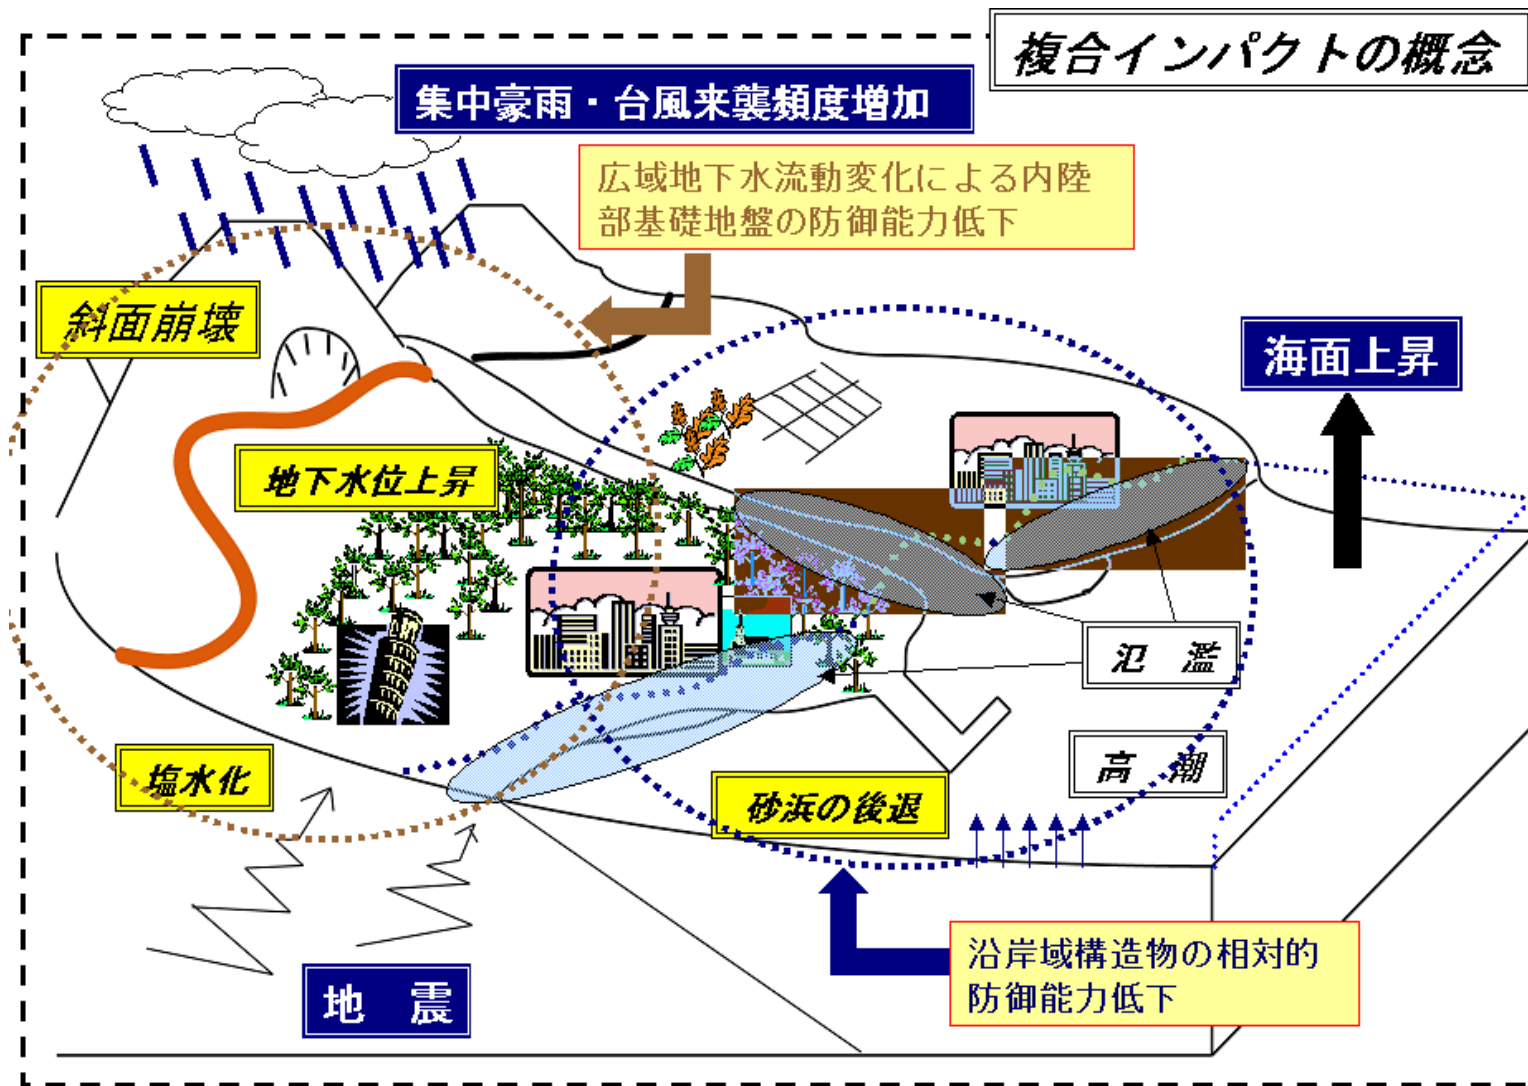 複合インパクトの概念
集中豪雨・台風来襲頻度増加
広域地下水流動変化による内陸
部基礎地盤の防御能力低下
斜面崩壊
海面上昇
地下水位上昇
氾 濫
高 潮
塩水化
砂浜の後退
沿岸域構造物の相対的
防御能力低下
地 震